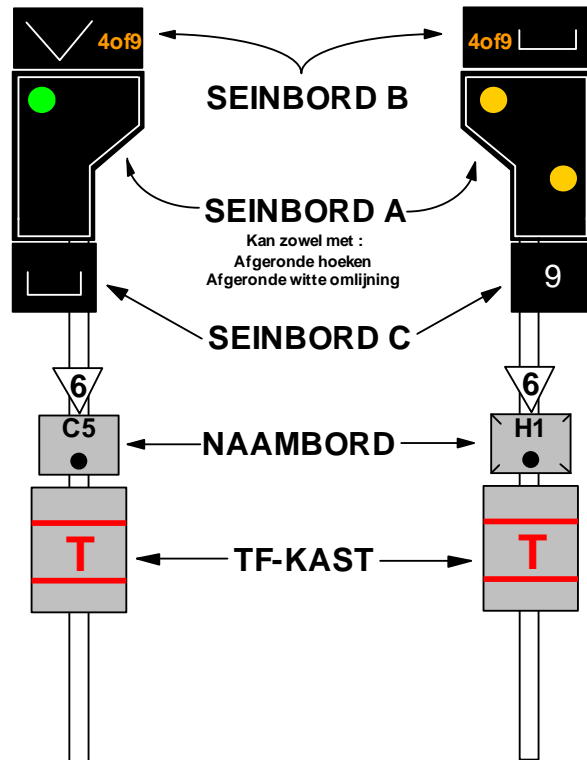 4of9 4of9
SEINBORD B
SEINBORD A
Kan zowel met :
Afgeronde hoeken
Afgeronde witte omlijning
9
SEINBORD C
6 6
C5 H1
NAAMBORD
T TF-KAST T